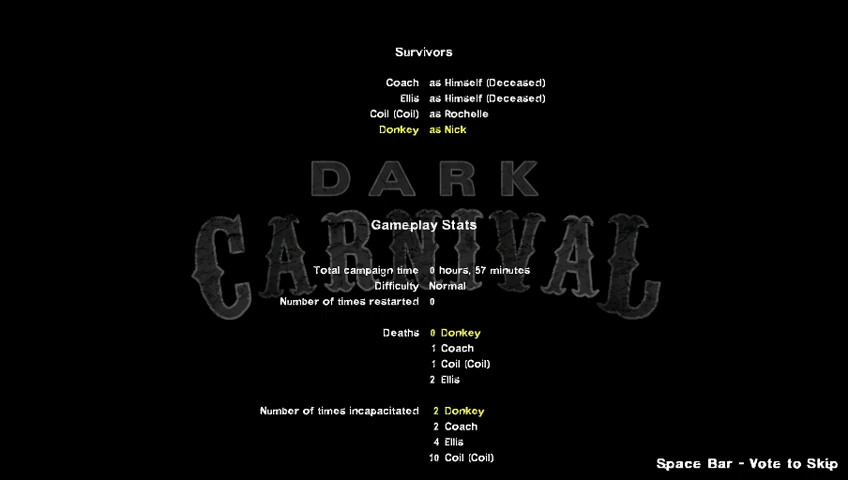 Survivors
Coach as Himself (Deceased)
Ellis as Himself (Deceased)
Coil (Coil) as Rochelle
Donkey as Nick
DARK
CARNIVAL
Gameplay Stats
Total campaign time 0 hours, 57 minutes
Difficulty Normal
Number of times restarted 0
Deaths 0 Donkey
1 Coach
1 Coil (Coil)
2 Ellis
Number of times incapacitated 2 Donkey
2 Coach
4 Ellis
10 Coil (Coil)
Space Bar - Vote to Skip